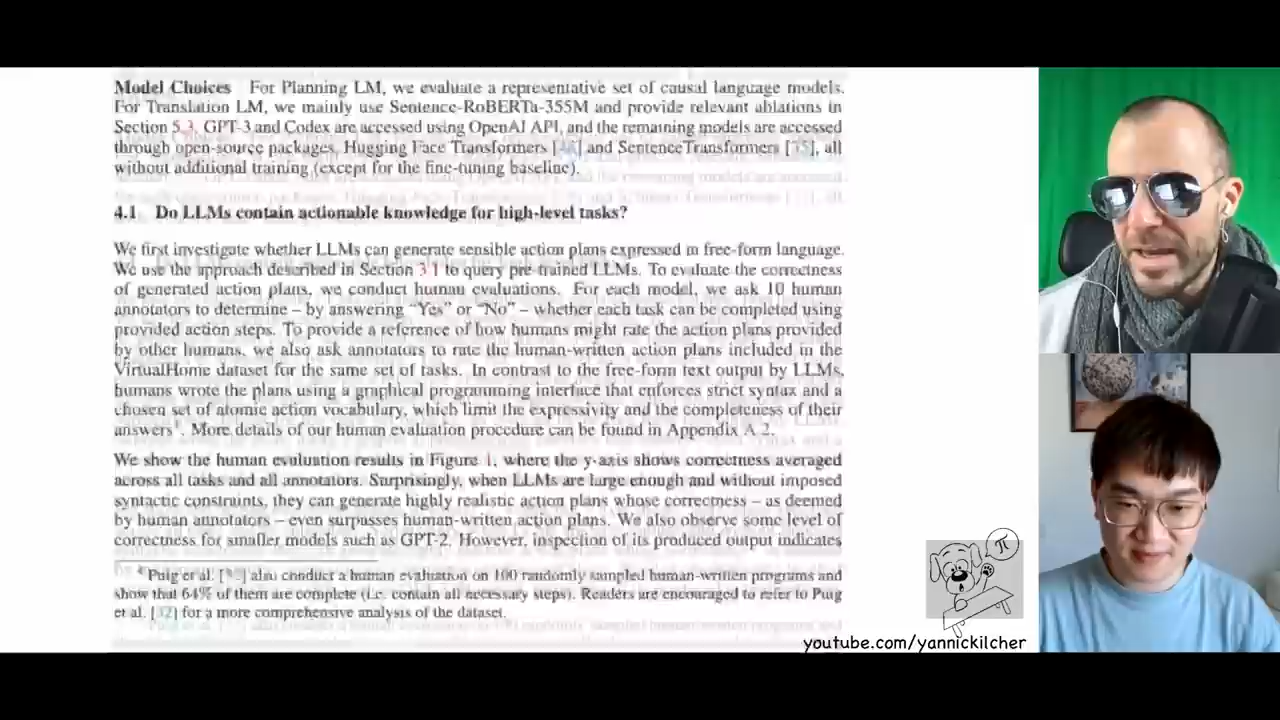 Model Choices For Planning LM, we evaluate a representative set of causal language models.
For Translation LM, we mainly use Sentence-RoBERTa-355M and provide relevant ablations in
Section 5.3. GPT-3 and Codex are accessed using OpenAI API, and the remaining models are accessed
through open-source packages, Hugging Face Transformers [ ] and SentenceTransformers [ ], all
without additional training (except for the fine-tuning baseline).
4.1 Do LLMs contain actionable knowledge for high-level tasks?
We first investigate whether LLMs can generate sensible action plans expressed in free-form language.
We use the approach described in Section 3.1 to query pre-trained LLMs. To evaluate the correctness
of generated action plans, we conduct human evaluations. For each model, we ask 10 human
annotators to determine – by answering “Yes” or “No” – whether each task can be completed using
provided action steps. To provide a reference of how humans might rate the action plans provided
by other humans, we also ask annotators to rate the human-written action plans included in the
VirtualHome dataset for the same set of tasks. In contrast to the free-form text output by LLMs,
humans wrote the plans using a graphical programming interface that enforces strict syntax and a
chosen set of atomic action vocabulary, which limit the expressivity and the completeness of their
answers. More details of our human evaluation procedure can be found in Appendix A.2.
We show the human evaluation results in Figure 1, where the y-axis shows correctness averaged
across all tasks and all annotators. Surprisingly, when LLMs are large enough and without imposed
syntactic constraints, they can generate highly realistic action plans whose correctness – as deemed
by human annotators – even surpasses human-written action plans. We also observe some level of
correctness for smaller models such as GPT-2. However, inspection of its produced output indicates
Puig et al. [ ] also conduct a human evaluation on 100 randomly sampled human-written programs and
show that 64% of them are complete (i.e. contain all necessary steps). Readers are encouraged to refer to Puig
et al. [ ] for a more comprehensive analysis of the dataset.
π
youtube.com/yannickilcher